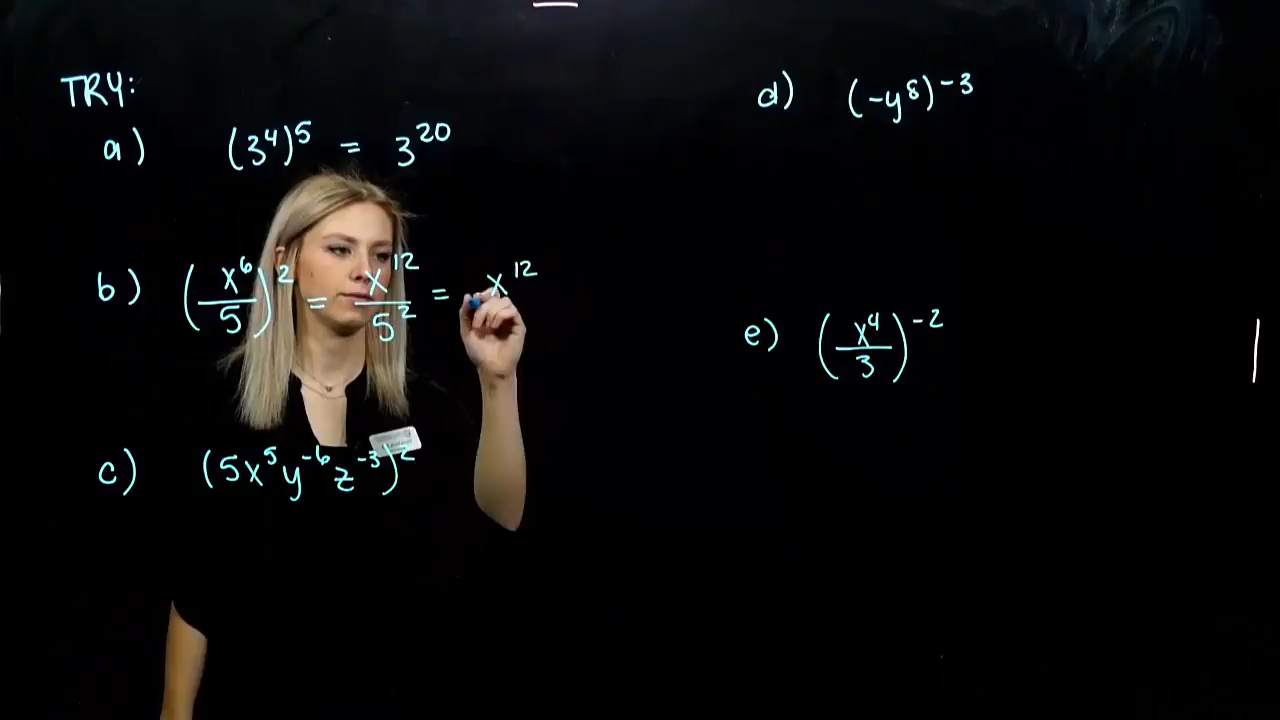 TRY:
a) (3⁴)⁵ = 3²⁰
b) (x⁶/5)² = x¹²/5² = x¹²
c) (5x⁵y⁻⁶z⁻³)²
d) (-y⁸)⁻³
e) (x⁴/3)⁻²